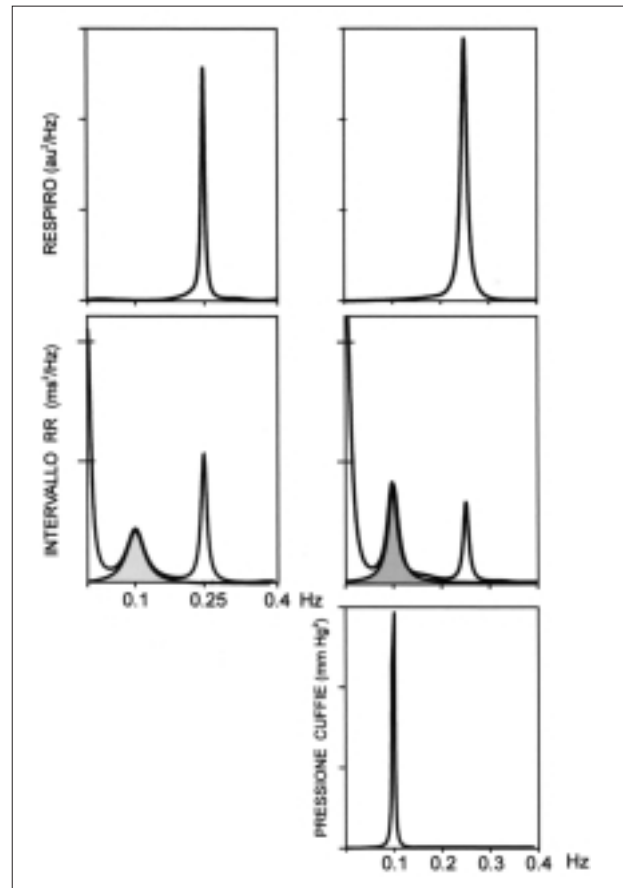 RESPIRO (au²/Hz)
INTERVALLO RR (ms²/Hz)
0.1 0.25 0.4 Hz
PRESSIONE CUFFIE (mm Hg²)
0.1 0.2 0.3 0.4 Hz